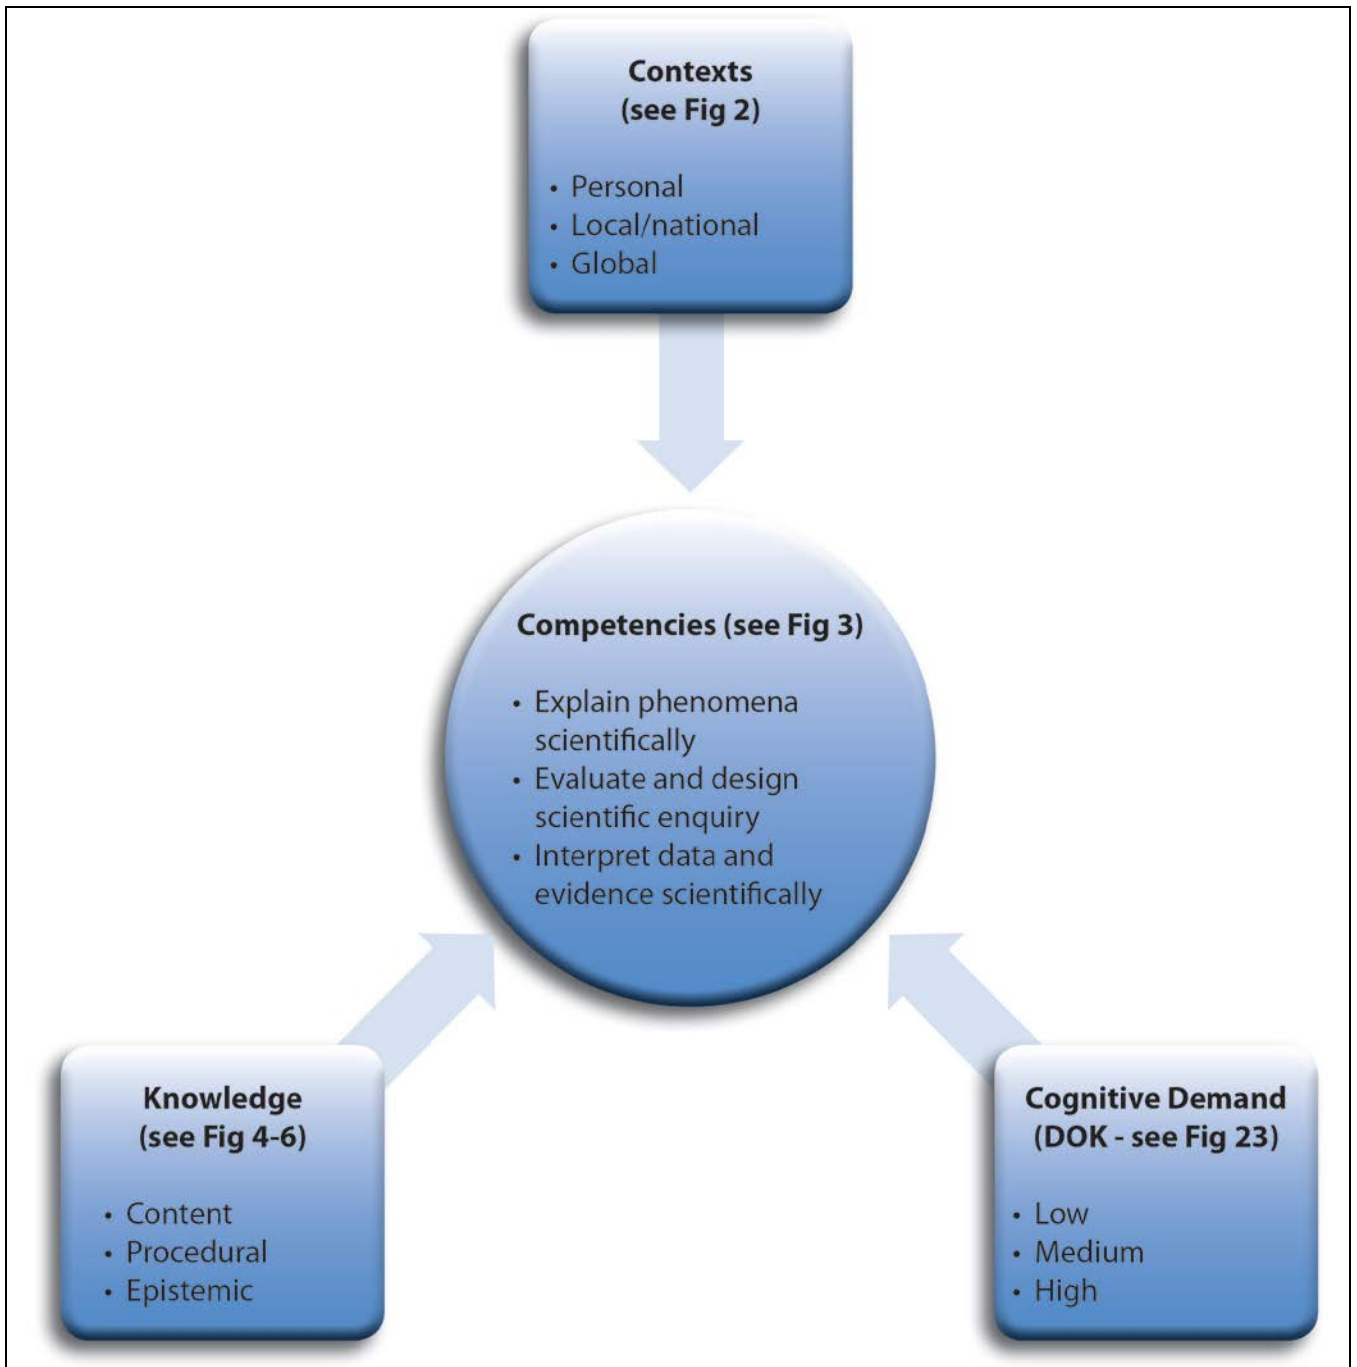 Contexts
(see Fig 2)
• Personal
• Local/national
• Global
Competencies (see Fig 3)
• Explain phenomena
scientifically
• Evaluate and design
scientific enquiry
• Interpret data and
evidence scientifically
Knowledge
(see Fig 4-6)
• Content
• Procedural
• Epistemic
Cognitive Demand
(DOK - see Fig 23)
• Low
• Medium
• High